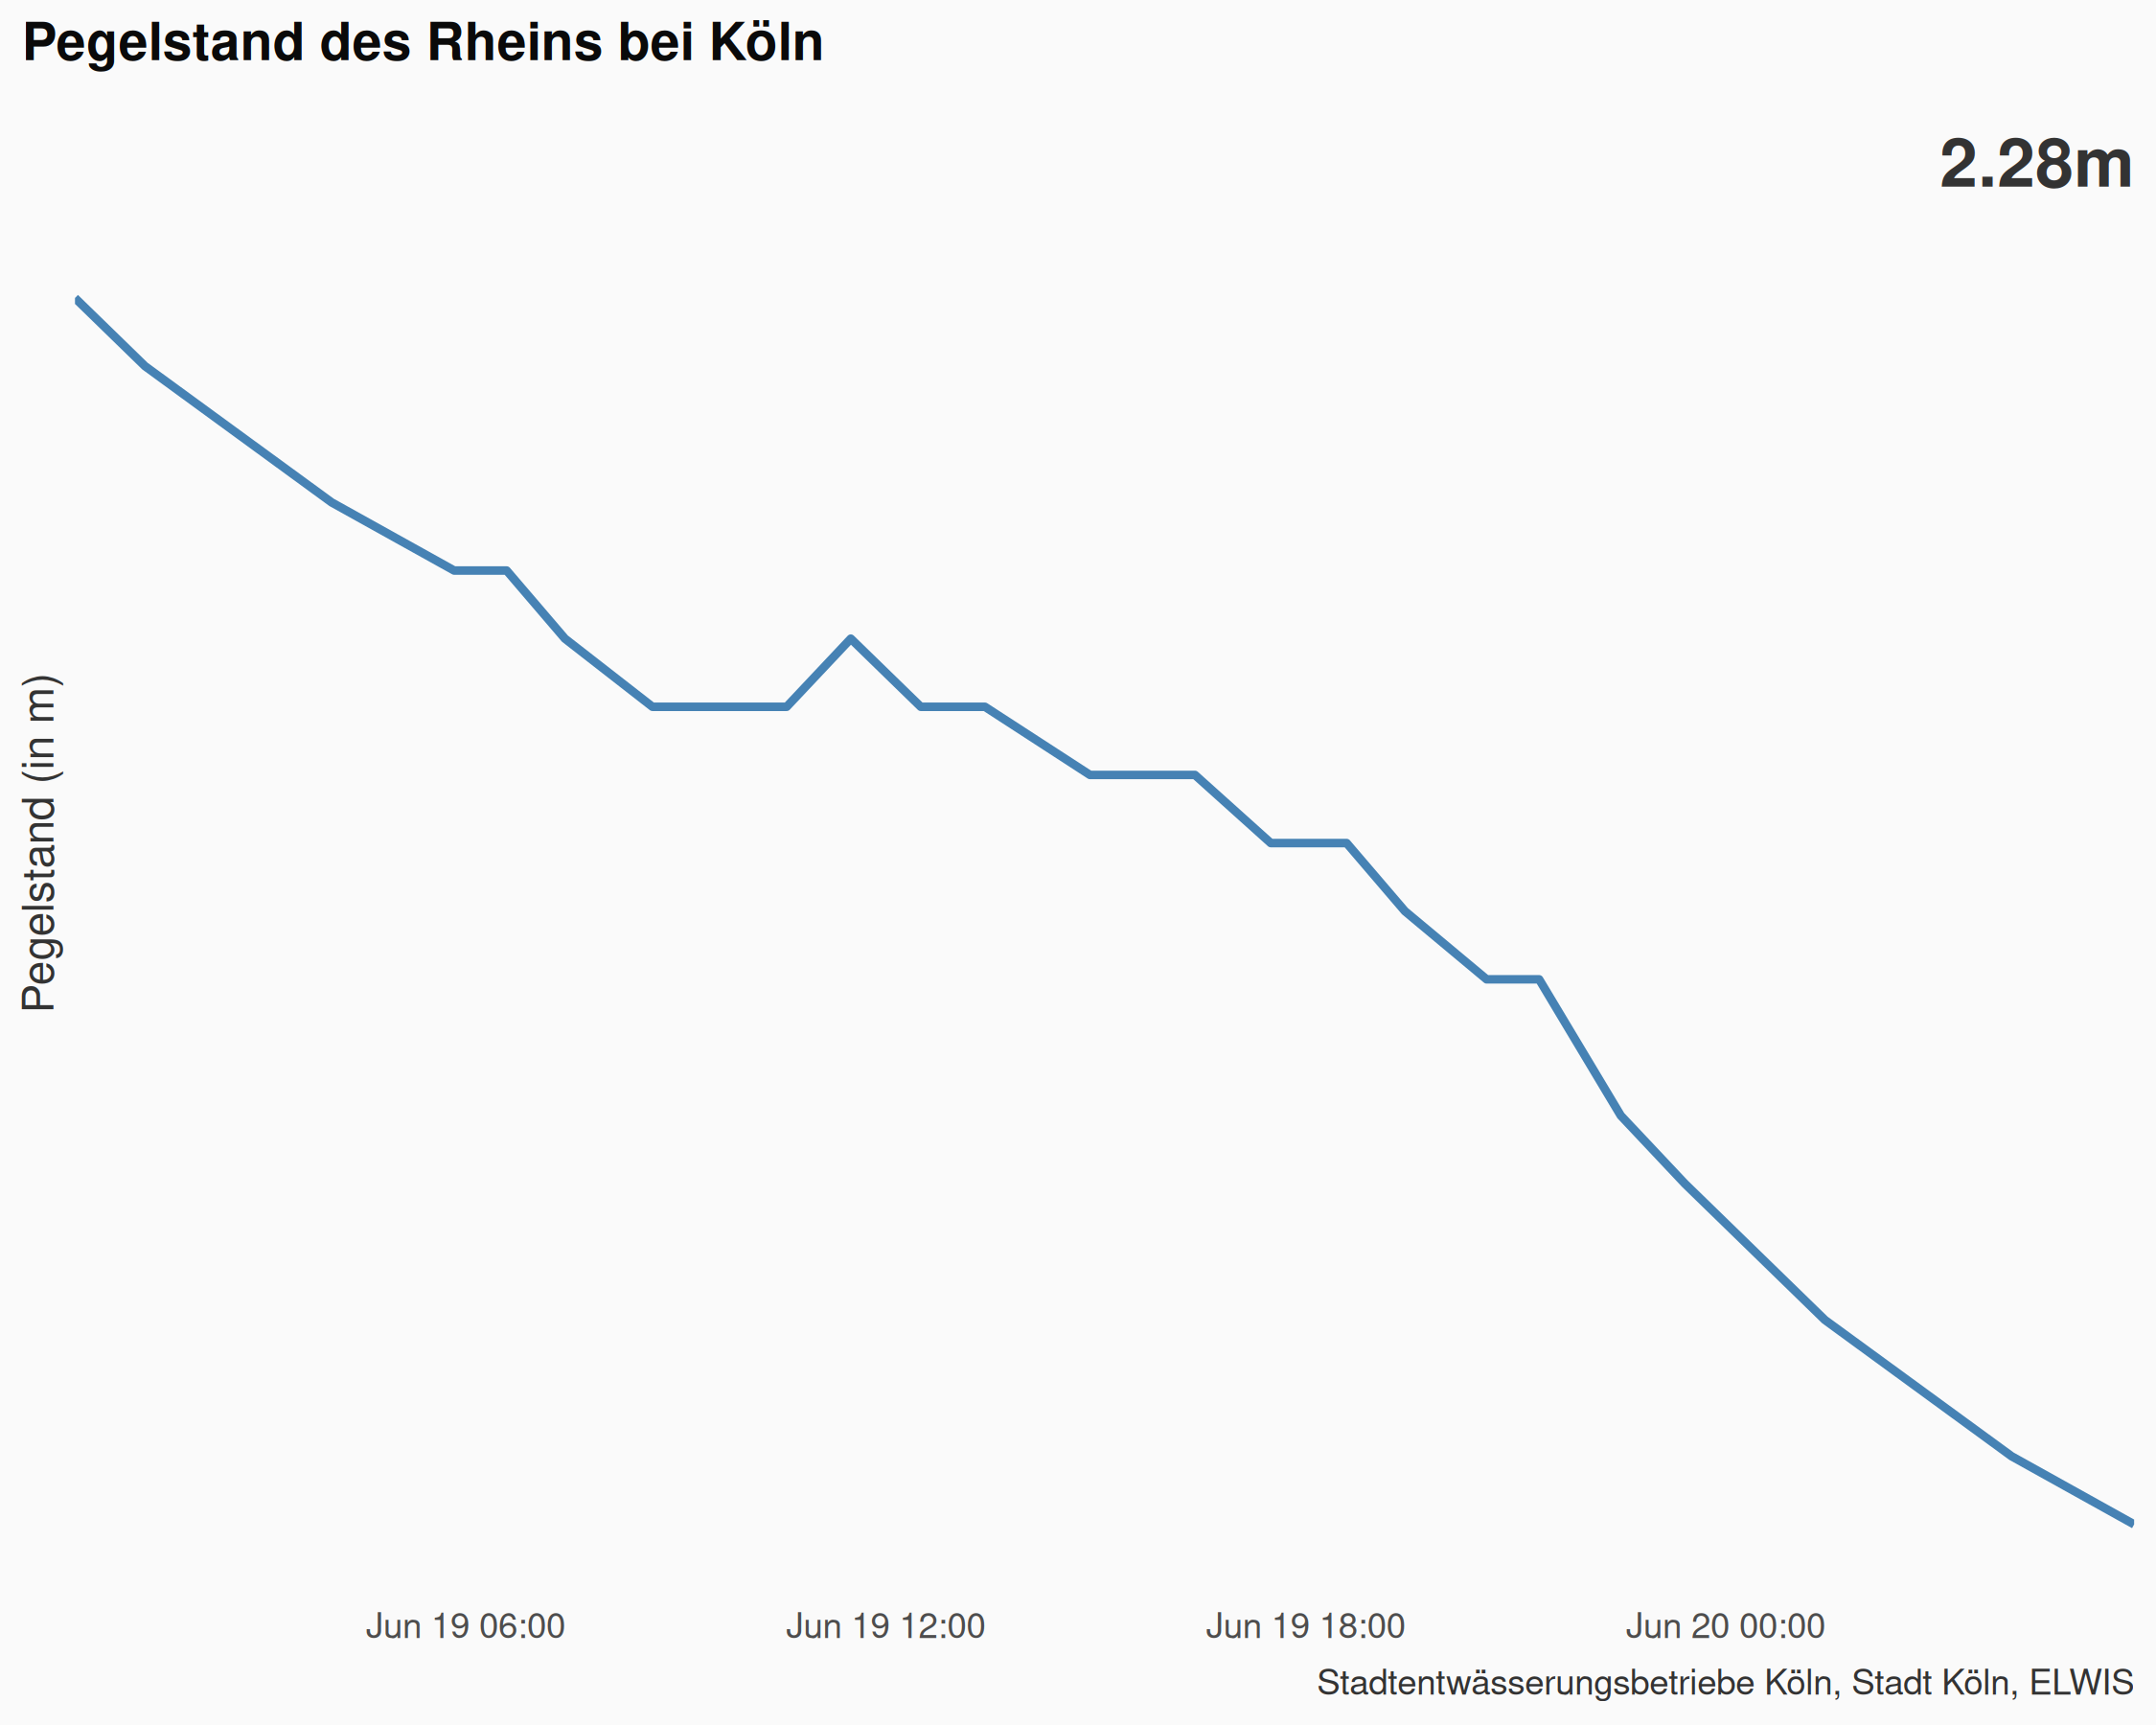 Pegelstand des Rheins bei Köln
2.28m
Pegelstand (in m)
Jun 19 06:00
Jun 19 12:00
Jun 19 18:00
Jun 20 00:00
Stadtentwässerungsbetriebe Köln, Stadt Köln, ELWIS